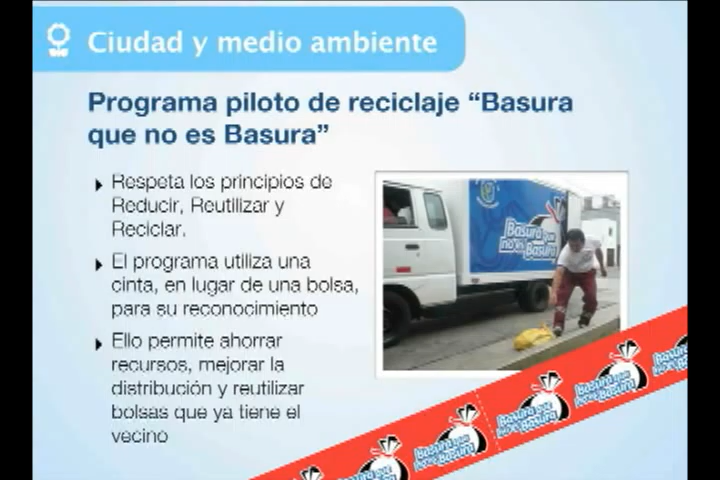 Ciudad y medio ambiente
Programa piloto de reciclaje “Basura
que no es Basura”
Respeta los principios de
Reducir, Reutilizar y
Reciclar.
El programa utiliza una
cinta, en lugar de una bolsa,
para su reconocimiento
Ello permite ahorrar
recursos, mejorar la
distribución y reutilizar
bolsas que ya tiene el
vecino
Basura que
no es Basura
Basura que
no es Basura
Basura que
no es Basura
Basura que
no es Basura